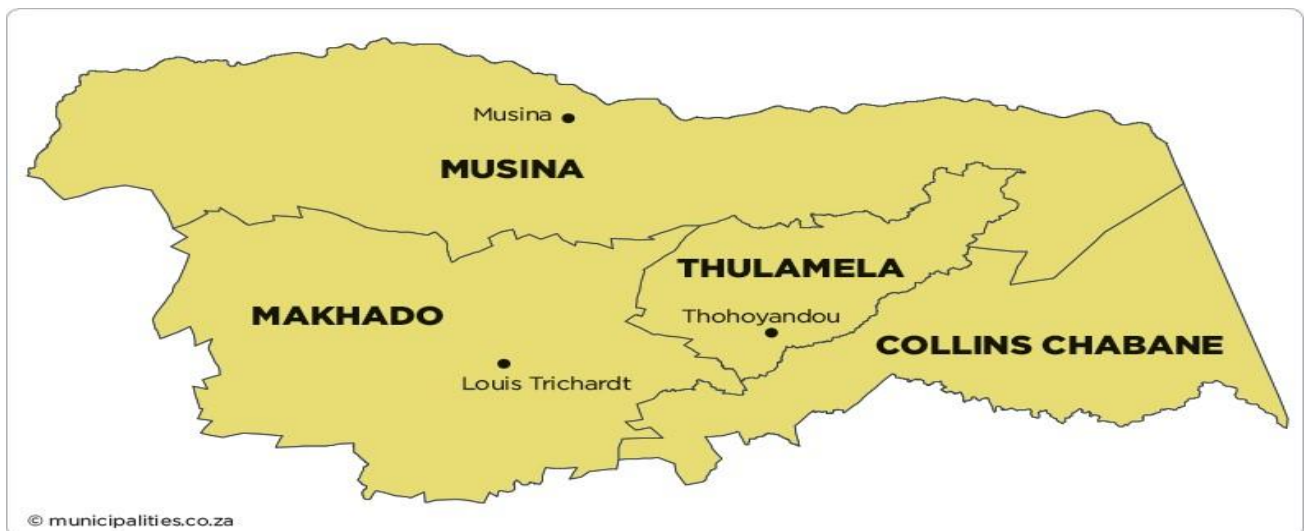 Musina
MUSINA
THULAMELA
MAKHADO
Thohoyandou
COLLINS CHABANE
Louis Trichardt
© municipalities.co.za